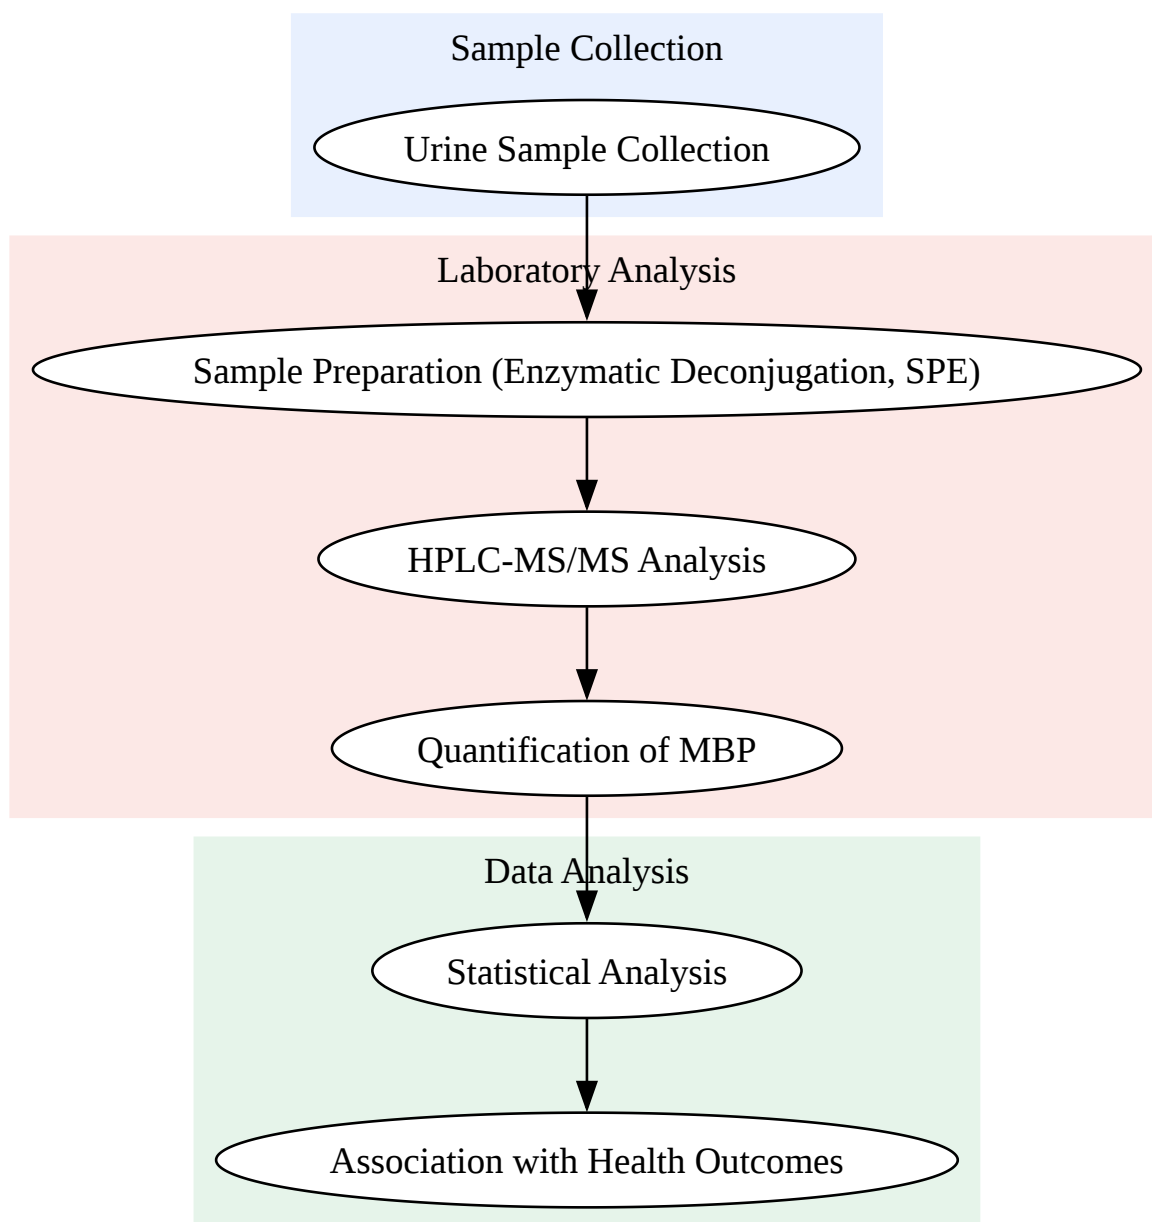 Sample Collection
Urine Sample Collection
Laboratory Analysis
Sample Preparation (Enzymatic Deconjugation, SPE)
HPLC-MS/MS Analysis
Quantification of MBP
Data Analysis
Statistical Analysis
Association with Health Outcomes